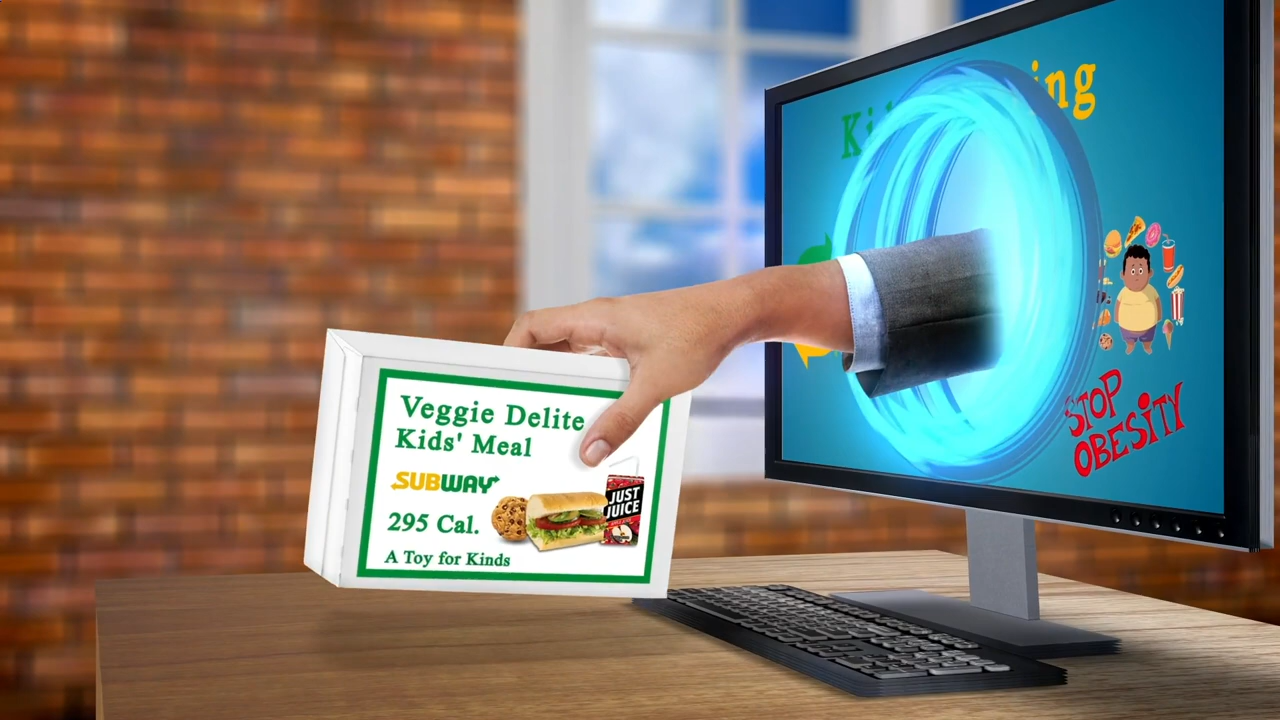 Veggie Delite
Kids' Meal
SUBWAY
295 Cal.
JUST
JUICE
A Toy for Kinds
STOP
OBESITY